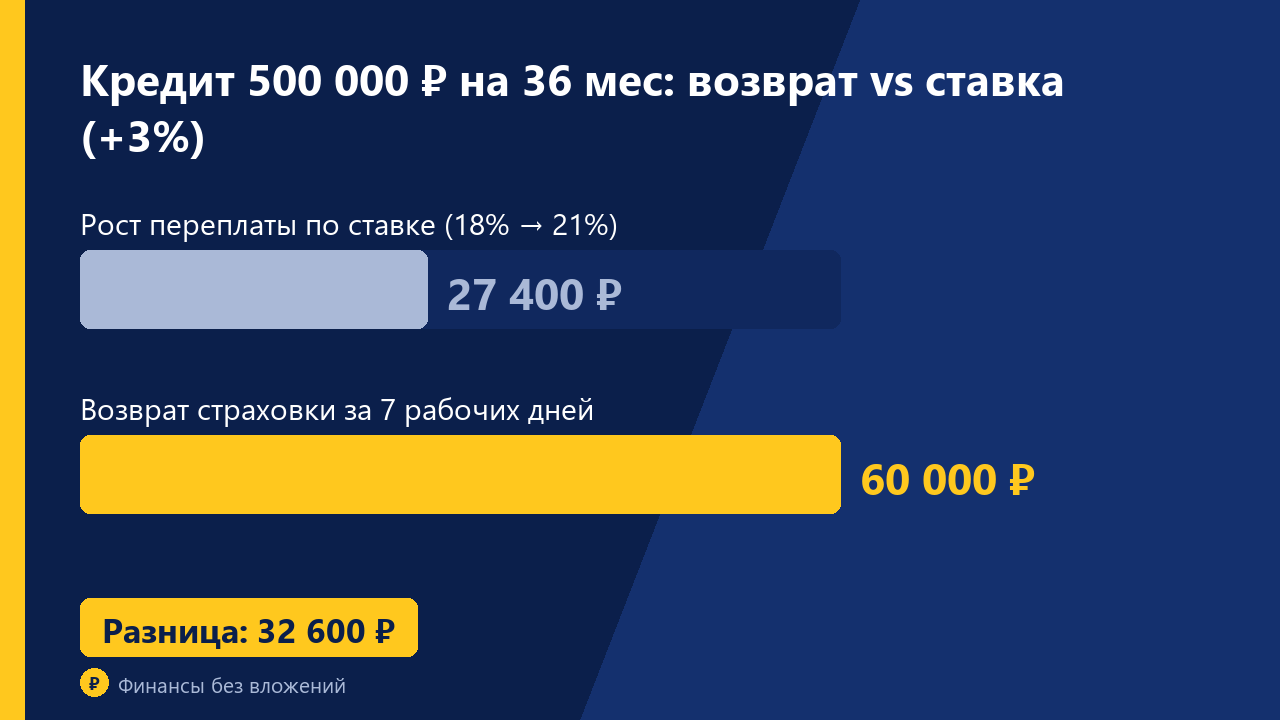 Кредит 500 000 ₽ на 36 мес: возврат vs ставка
(+3%)
Рост переплаты по ставке (18% → 21%)
27 400 ₽
Возврат страховки за 7 рабочих дней
60 000 ₽
Разница: 32 600 ₽
₽ Финансы без вложений